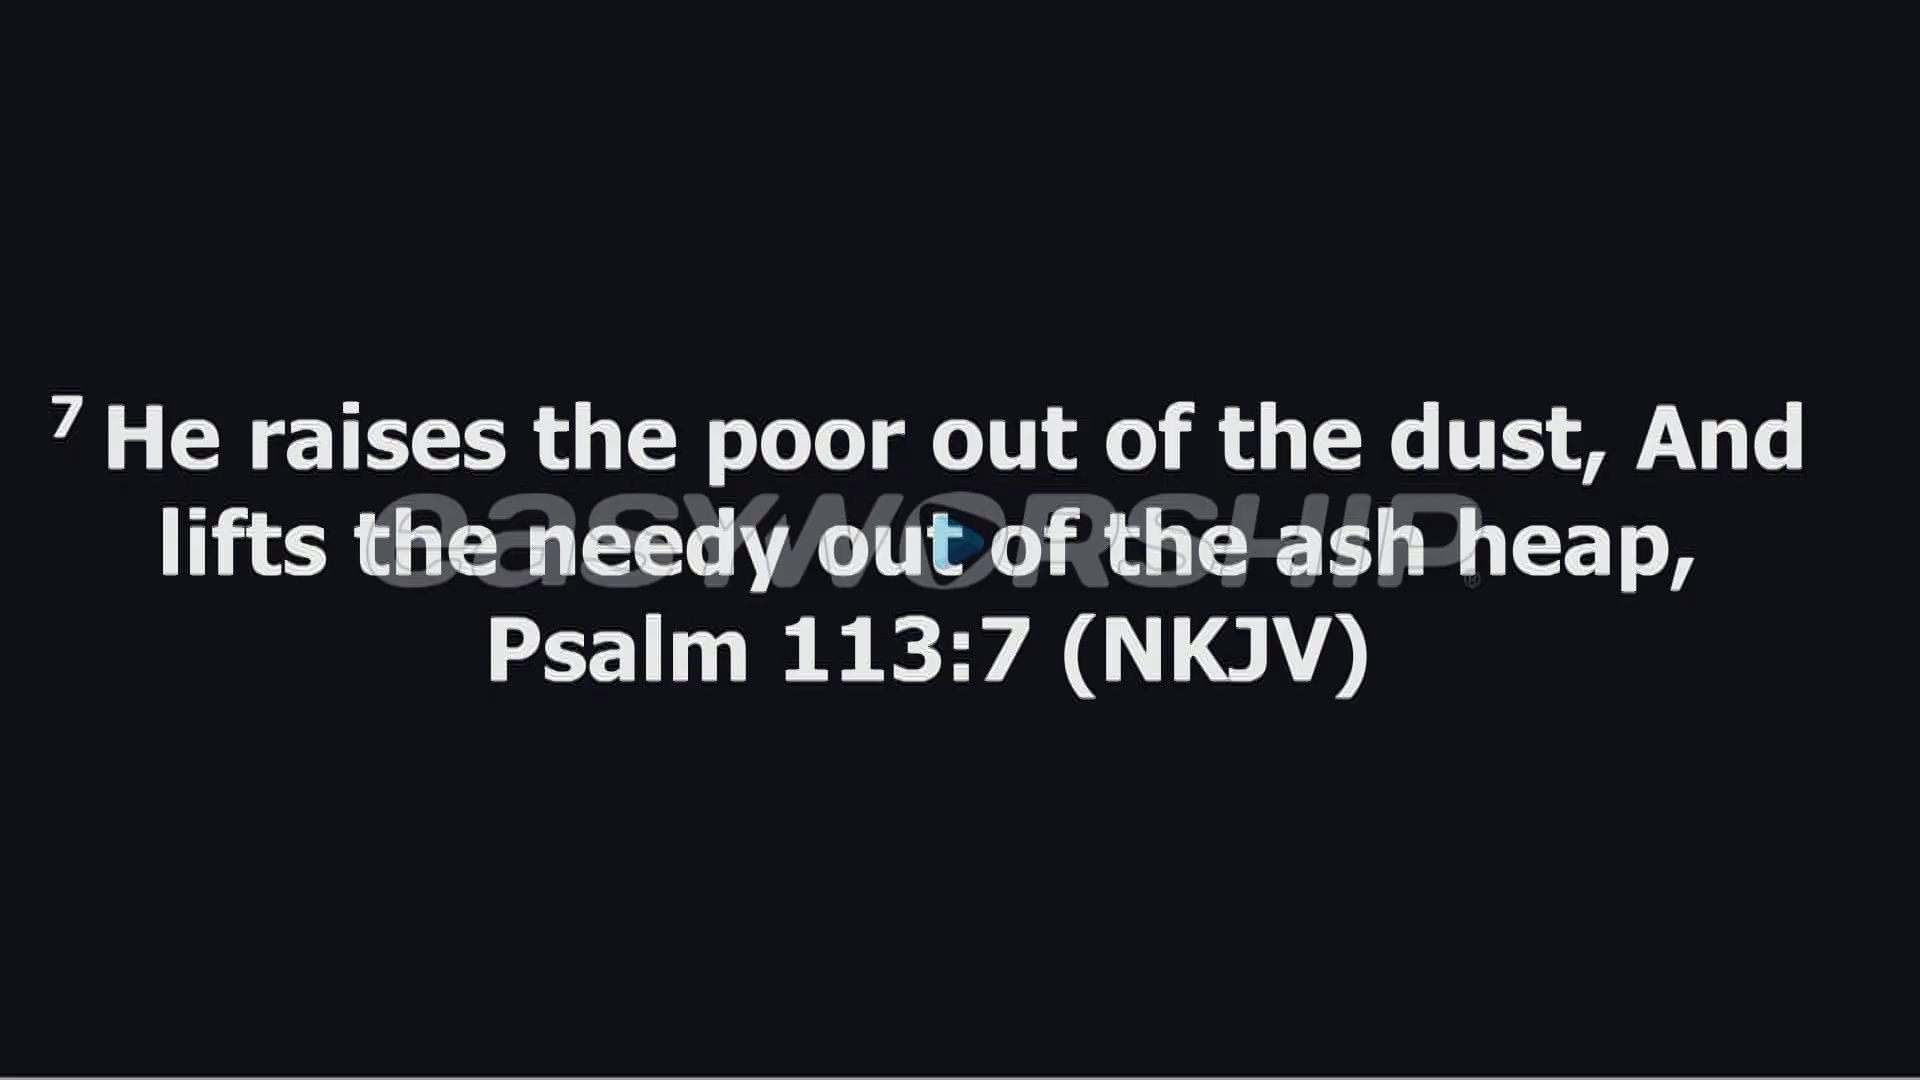 7 He raises the poor out of the dust, And
lifts the needy out of the ash heap,
Psalm 113:7 (NKJV)
easyworship®